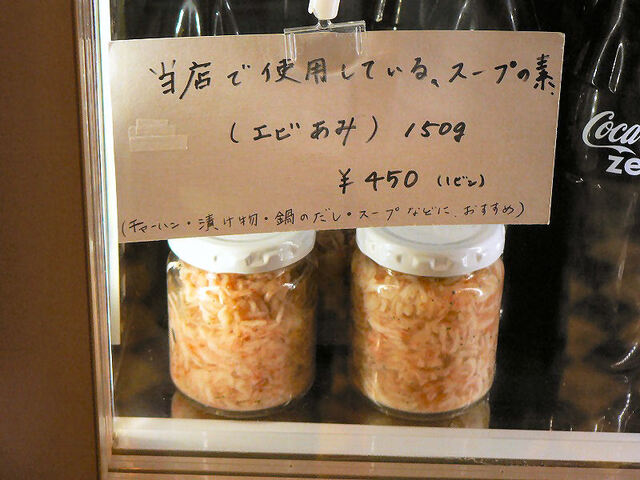 当店で使用している、スープの素、
(エビあみ) 150g
¥450 (1ビン)
(チャーハン・漬け物・鍋のだし・スープなどに、おすすめ)
Coca
ze